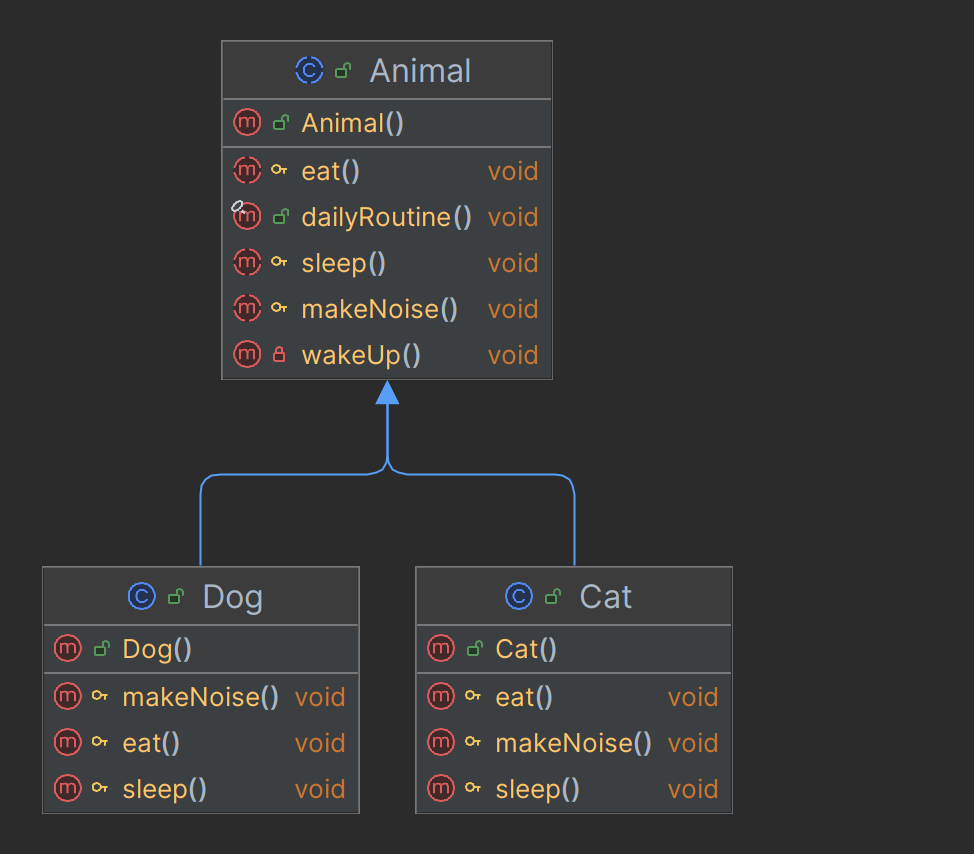 Animal
Animal()
eat() void
dailyRoutine() void
sleep() void
makeNoise() void
wakeUp() void
Dog
Dog()
makeNoise() void
eat() void
sleep() void
Cat
Cat()
eat() void
makeNoise() void
sleep() void